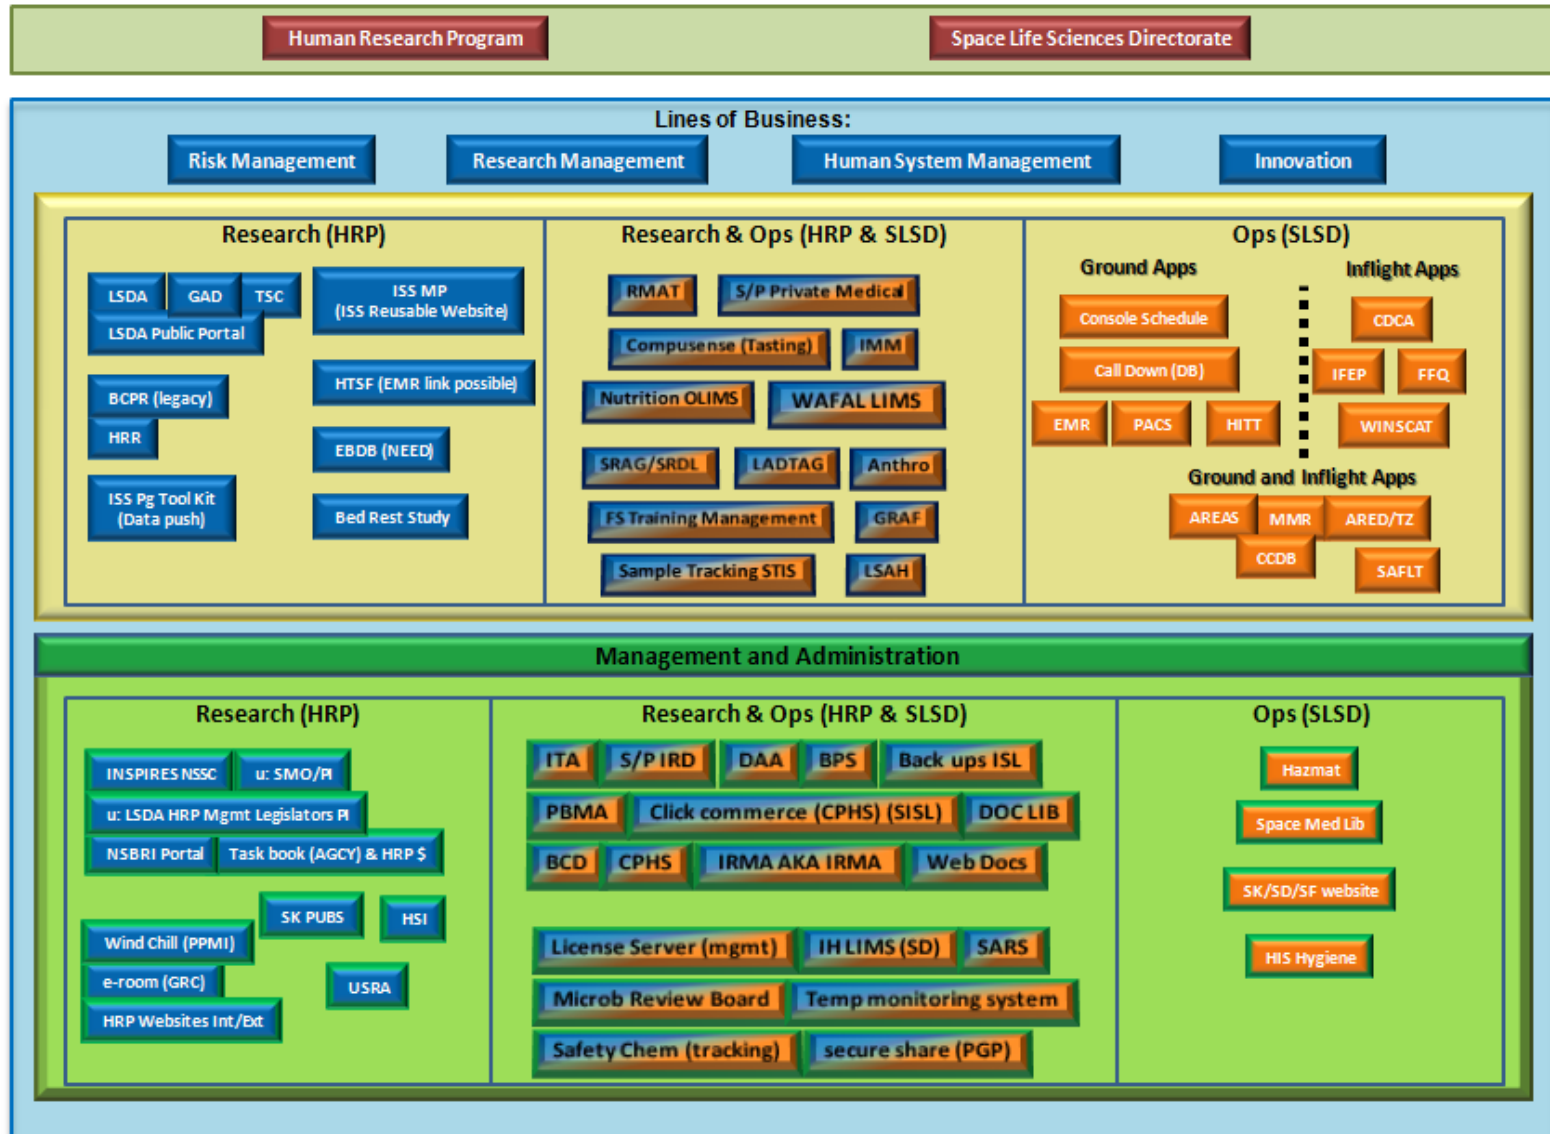 Human Research Program
Space Life Sciences Directorate
Lines of Business:
Risk Management
Research Management
Human System Management
Innovation
Research (HRP)
LSDA
GAD
TSC
LSDA Public Portal
ISS MP
(ISS Reusable Website)
BCPR (legacy)
HRR
HTSF (EMR link possible)
EBDB (NEED)
ISS Pg Tool Kit
(Data push)
Bed Rest Study
Research & Ops (HRP & SLSD)
RMAT
S/P Private Medical
Compusense (Tasting)
IMM
Nutrition OLIMS
WAFAL LIMS
SRAG/SRDL
LADTAG
Anthro
FS Training Management
GRAF
Sample Tracking STIS
LSAH
Ops (SLSD)
Ground Apps
Console Schedule
Call Down (DB)
EMR
PACS
HITT
Inflight Apps
CDCA
IFEP
FFQ
WINSCAT
Ground and Inflight Apps
AREAS
MMR
ARED/TZ
CCDB
SAFLT
Management and Administration
Research (HRP)
INSPIRES NSSC
u: SMO/PI
u: LSDA HRP Mgmt Legislators PI
NSBRI Portal
Task book (AGCY) & HRP $
SK PUBS
HSI
Wind Chill (PPMI)
e-room (GRC)
USRA
HRP Websites Int/Ext
Research & Ops (HRP & SLSD)
ITA
S/P IRD
DAA
BPS
Back ups ISL
PBMA
Click commerce (CPHS) (SISL)
DOC LIB
BCD
CPHS
IRMA AKA IRMA
Web Docs
License Server (mgmt)
IH LIMS (SD)
SARS
Microb Review Board
Temp monitoring system
Safety Chem (tracking)
secure share (PGP)
Ops (SLSD)
Hazmat
Space Med Lib
SK/SD/SF website
HIS Hygiene